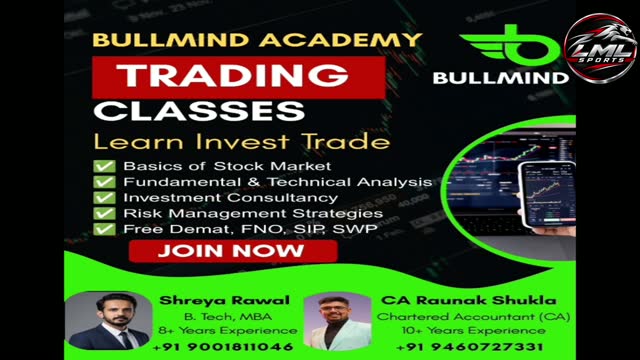 BULLMIND ACADEMY
TRADING
CLASSES
Learn Invest Trade
Basics of Stock Market
Fundamental & Technical Analysis
Investment Consultancy
Risk Management Strategies
Free Demat, FNO, SIP, SWP
JOIN NOW
BULLMIND
LML
SPORTS
Shreya Rawal
B. Tech, MBA
8+ Years Experience
+91 9001811046
CA Raunak Shukla
Chartered Accountant (CA)
10+ Years Experience
+91 9460727331